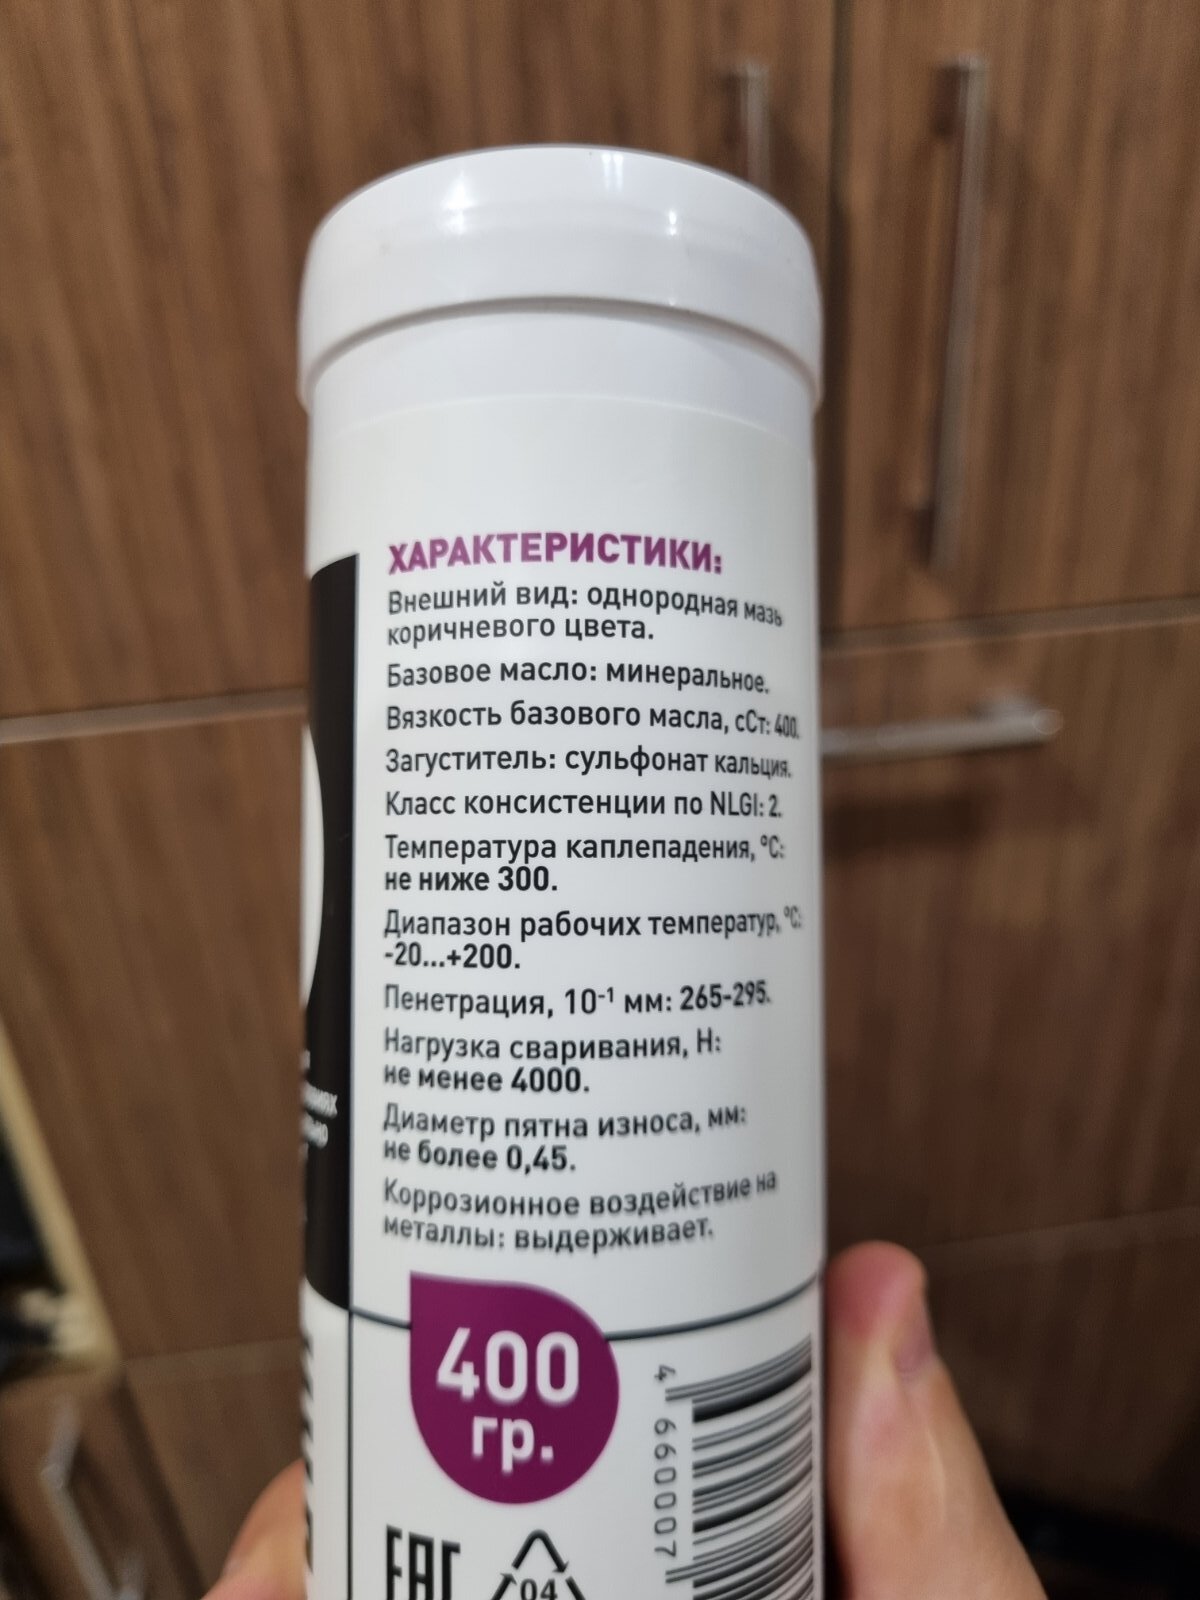 ХАРАКТЕРИСТИКИ:
Внешний вид: однородная мазь
коричневого цвета.
Базовое масло: минеральное.
Вязкость базового масла, сСт: 400.
Загуститель: сульфонат кальция.
Класс консистенции по NLGI: 2.
Температура каплепадения, °С:
не ниже 300.
Диапазон рабочих температур, °С:
-20...+200.
Пенетрация, 10⁻¹ мм: 265-295.
Нагрузка сваривания, Н:
не менее 4000.
Диаметр пятна износа, мм:
не более 0,45.
Коррозионное воздействие на
металлы: выдерживает.
400
гр.
4 660007
EAC
04